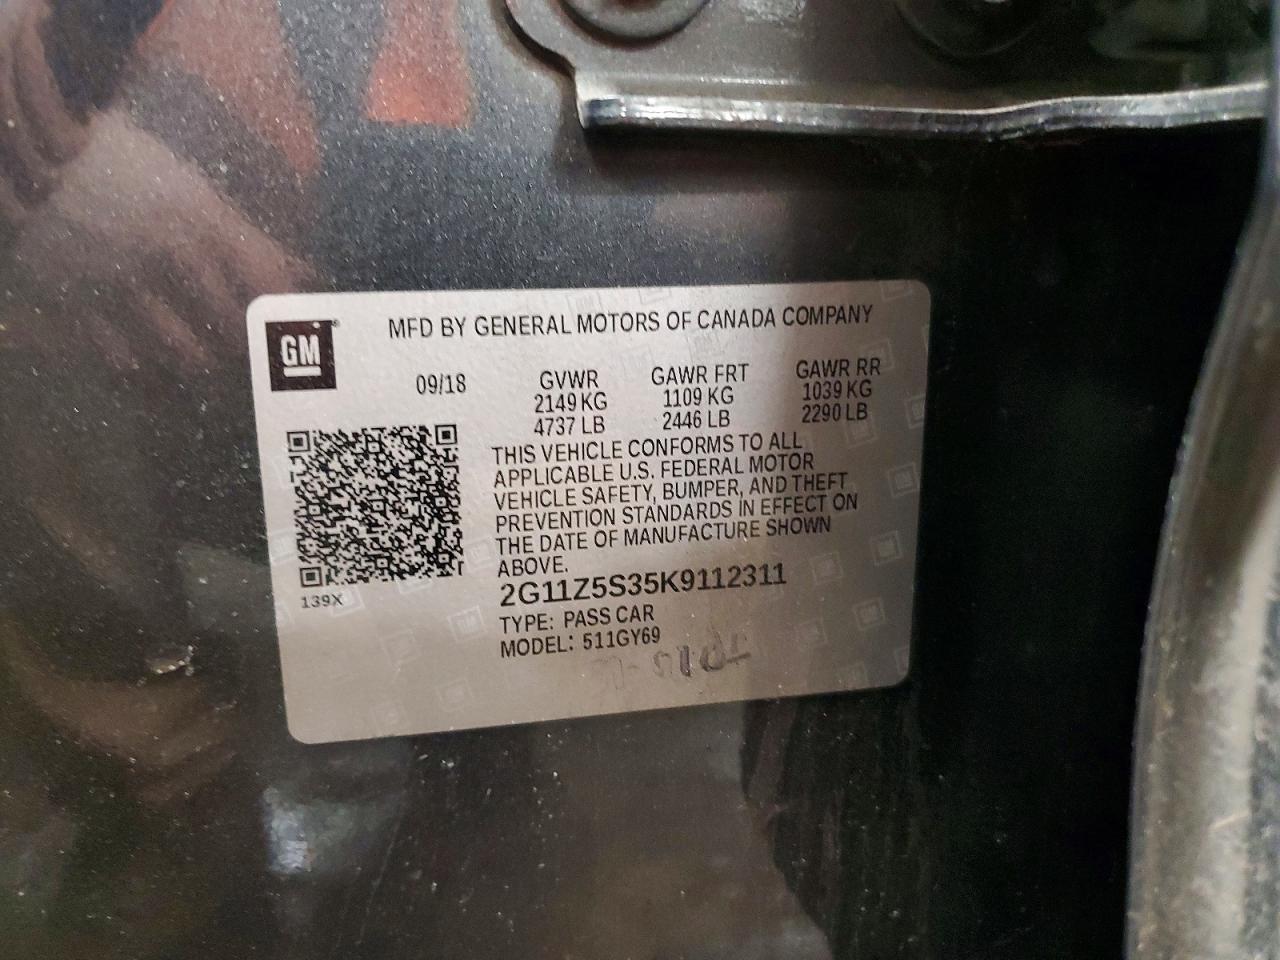 GM
MFD BY GENERAL MOTORS OF CANADA COMPANY
09/18
GVWR GAWR FRT GAWR RR
2149 KG 1109 KG 1039 KG
4737 LB 2446 LB 2290 LB
THIS VEHICLE CONFORMS TO ALL
APPLICABLE U.S. FEDERAL MOTOR
VEHICLE SAFETY, BUMPER, AND THEFT
PREVENTION STANDARDS IN EFFECT ON
THE DATE OF MANUFACTURE SHOWN
ABOVE.
139X
2G11Z5S35K9112311
TYPE: PASS CAR
MODEL: 511GY69